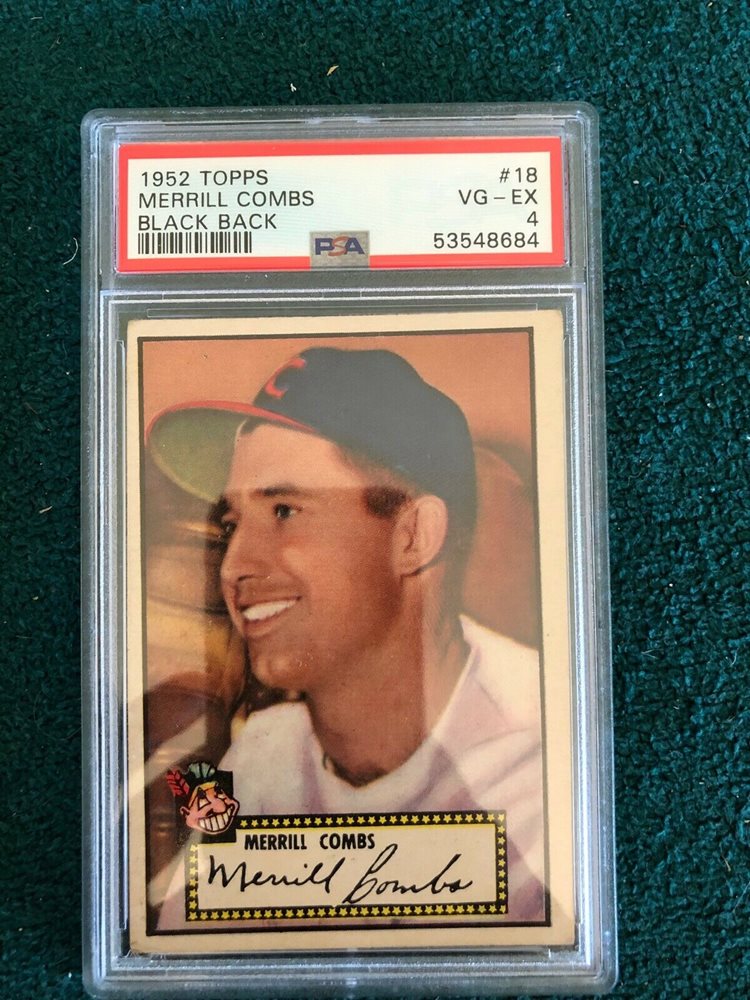 1952 TOPPS #18
MERRILL COMBS VG - EX
BLACK BACK 4
PSA 53548684
C
MERRILL COMBS
Merrill Combs